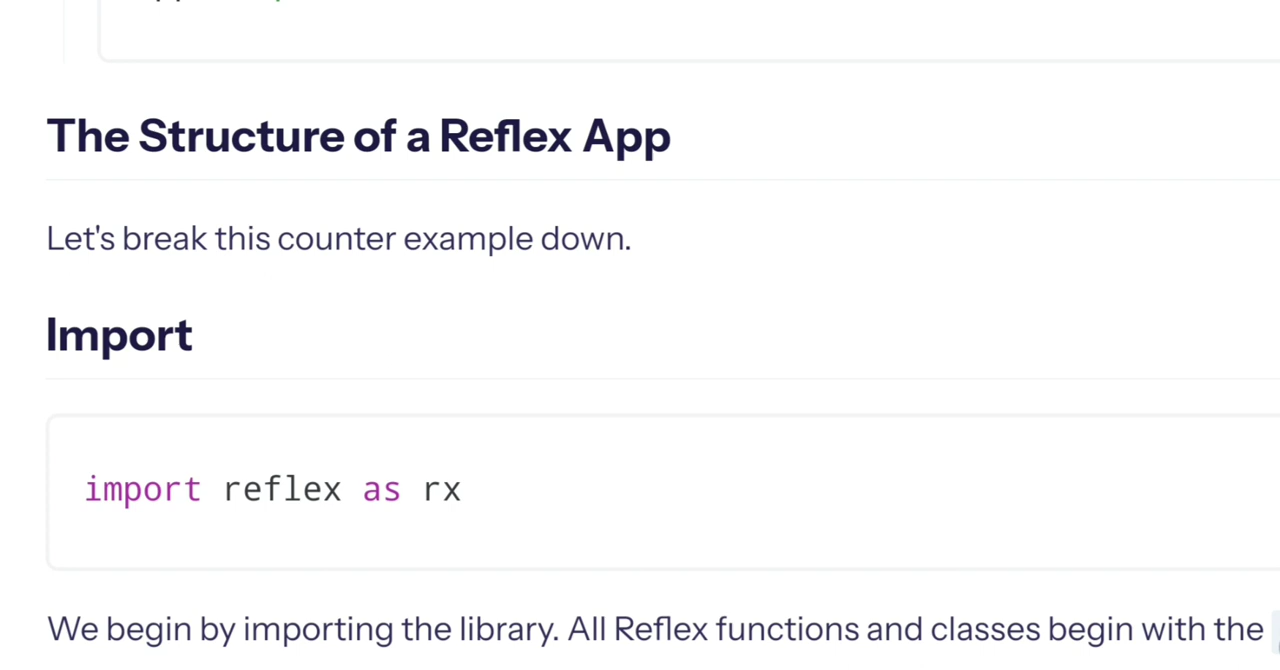 The Structure of a Reflex App
Let's break this counter example down.
Import
import reflex as rx
We begin by importing the library. All Reflex functions and classes begin with the